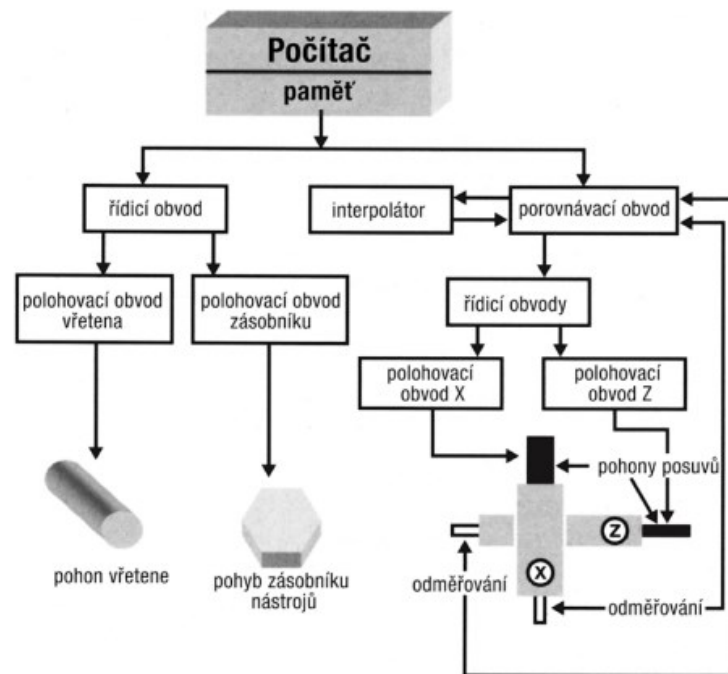 Počítač
paměť
řídicí obvod
interpolátor
porovnávací obvod
polohovací obvod
vřetena
polohovací obvod
zásobníku
řídicí obvody
polohovací
obvod X
polohovací
obvod Z
pohony posuvů
Z
X
odměřování
odměřování
pohon vřetene
pohyb zásobníku
nástrojů